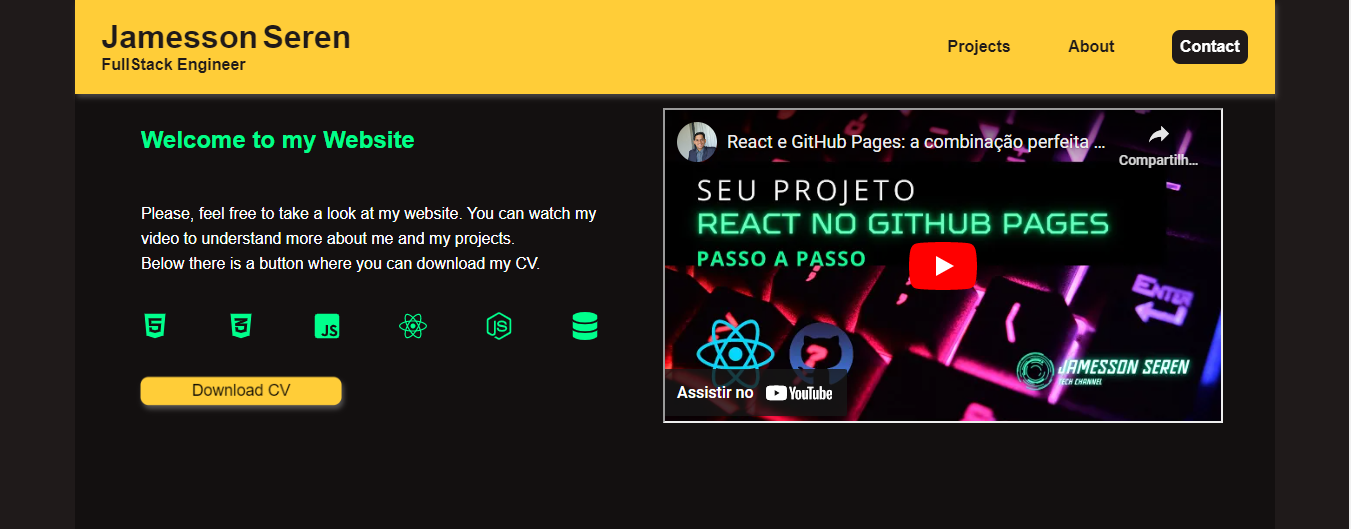 Jamesson Seren
FullStack Engineer
Projects
About
Contact
Welcome to my Website
Please, feel free to take a look at my website. You can watch my
video to understand more about me and my projects.
Below there is a button where you can download my CV.
5
3
JS
JS
Download CV
React e GitHub Pages: a combinação perfeita ...
Compartilh...
SEU PROJETO
REACT NO GITHUB PAGES
PASSO A PASSO
ENTER
?
JAMESSON SEREN
TECH CHANNEL
Assistir no YouTube